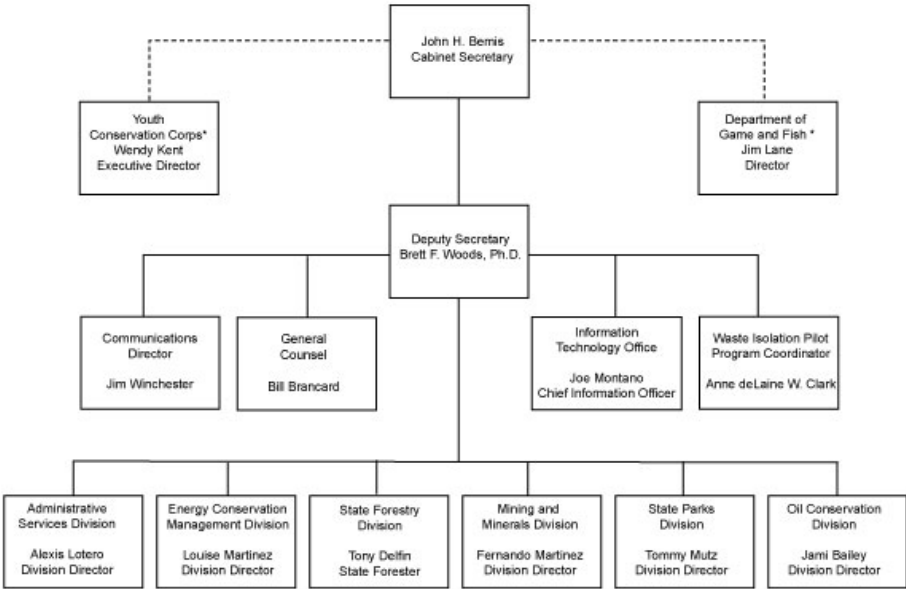 John H. Bemis
Cabinet Secretary
Youth
Conservation Corps*
Wendy Kent
Executive Director
Department of
Game and Fish *
Jim Lane
Director
Deputy Secretary
Brett F. Woods, Ph.D.
Communications
Director
Jim Winchester
General
Counsel
Bill Brancard
Information
Technology Office
Joe Montano
Chief Information Officer
Waste Isolation Pilot
Program Coordinator
Anne deLaine W. Clark
Administrative
Services Division
Alexis Lotero
Division Director
Energy Conservation
Management Division
Louise Martinez
Division Director
State Forestry
Division
Tony Delfin
State Forester
Mining and
Minerals Division
Fernando Martinez
Division Director
State Parks
Division
Tommy Mutz
Division Director
Oil Conservation
Division
Jami Bailey
Division Director